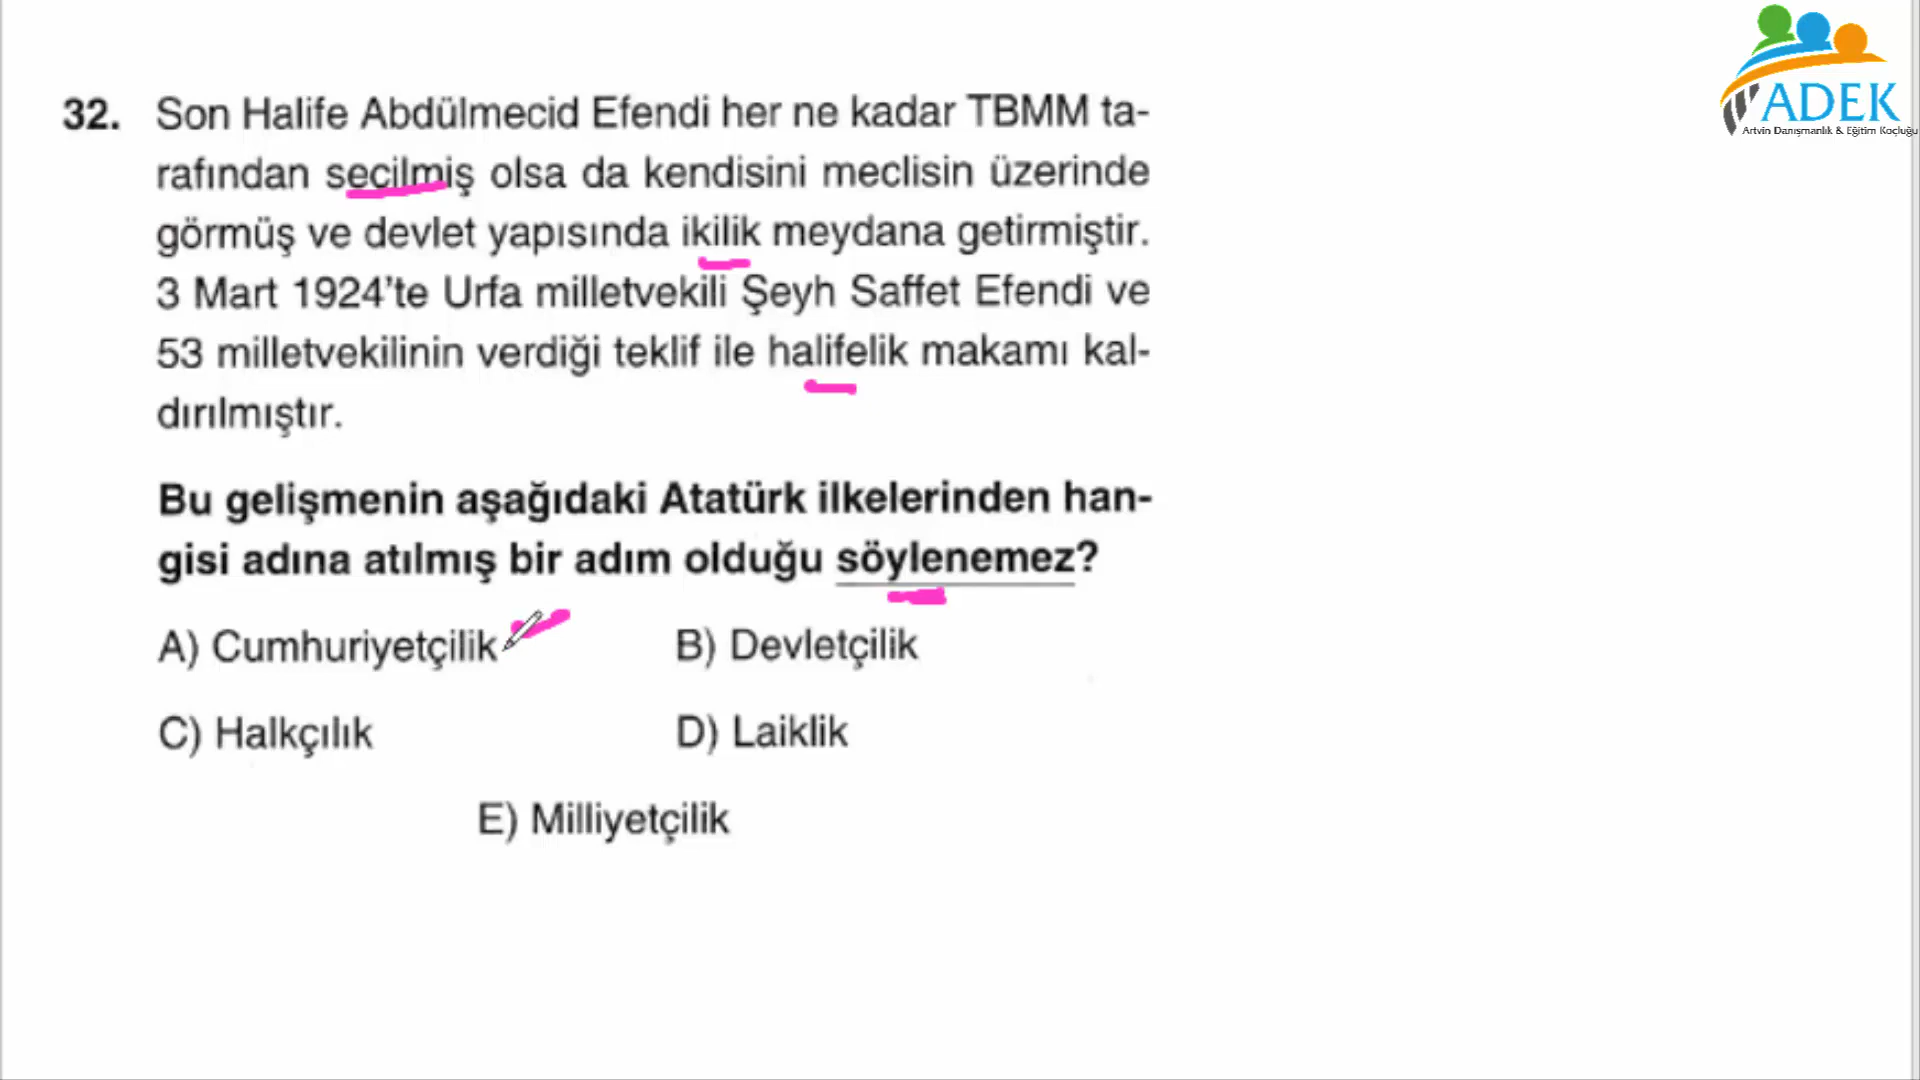 ADEK
Artvin Danışmanlık & Eğitim Koçluğu
32. Son Halife Abdülmecid Efendi her ne kadar TBMM ta-
rafından seçilmiş olsa da kendisini meclisin üzerinde
görmüş ve devlet yapısında ikilik meydana getirmiştir.
3 Mart 1924'te Urfa milletvekili Şeyh Saffet Efendi ve
53 milletvekilinin verdiği teklif ile halifelik makamı kal-
dırılmıştır.
Bu gelişmenin aşağıdaki Atatürk ilkelerinden han-
gisi adına atılmış bir adım olduğu söylenemez?
A) Cumhuriyetçilik B) Devletçilik
C) Halkçılık D) Laiklik
E) Milliyetçilik